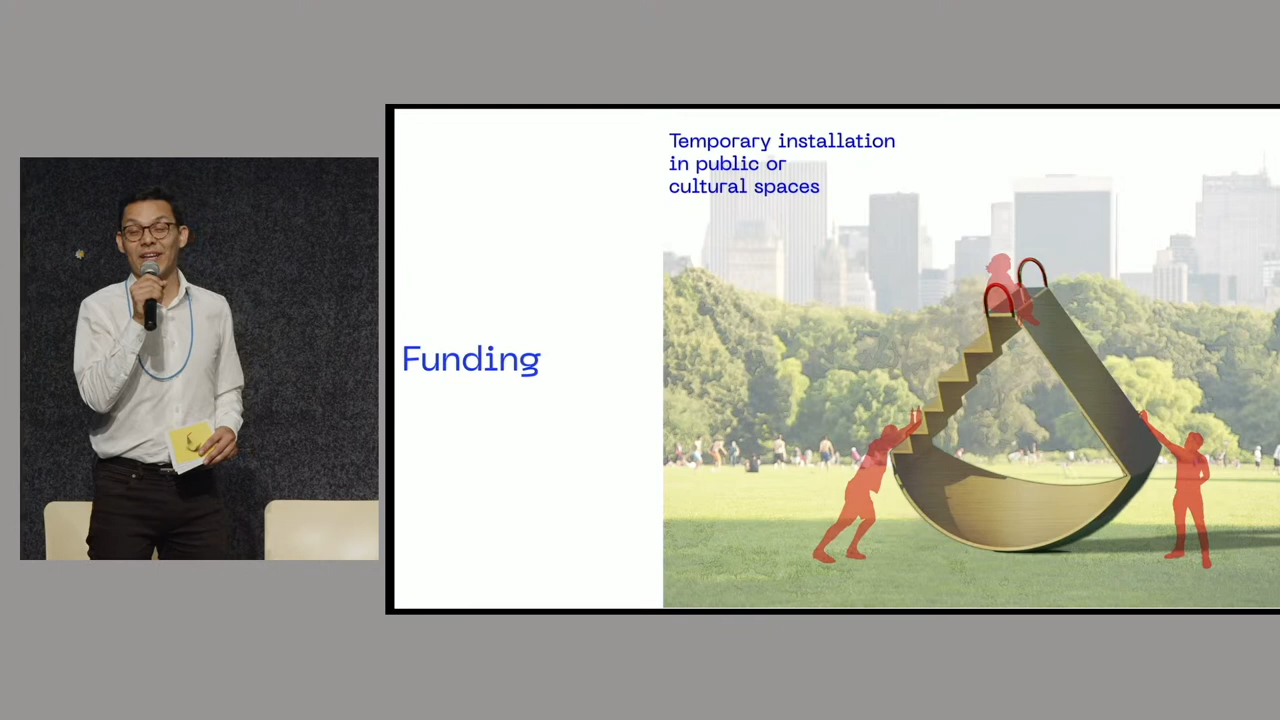 Temporary installation
in public or
cultural spaces
Funding